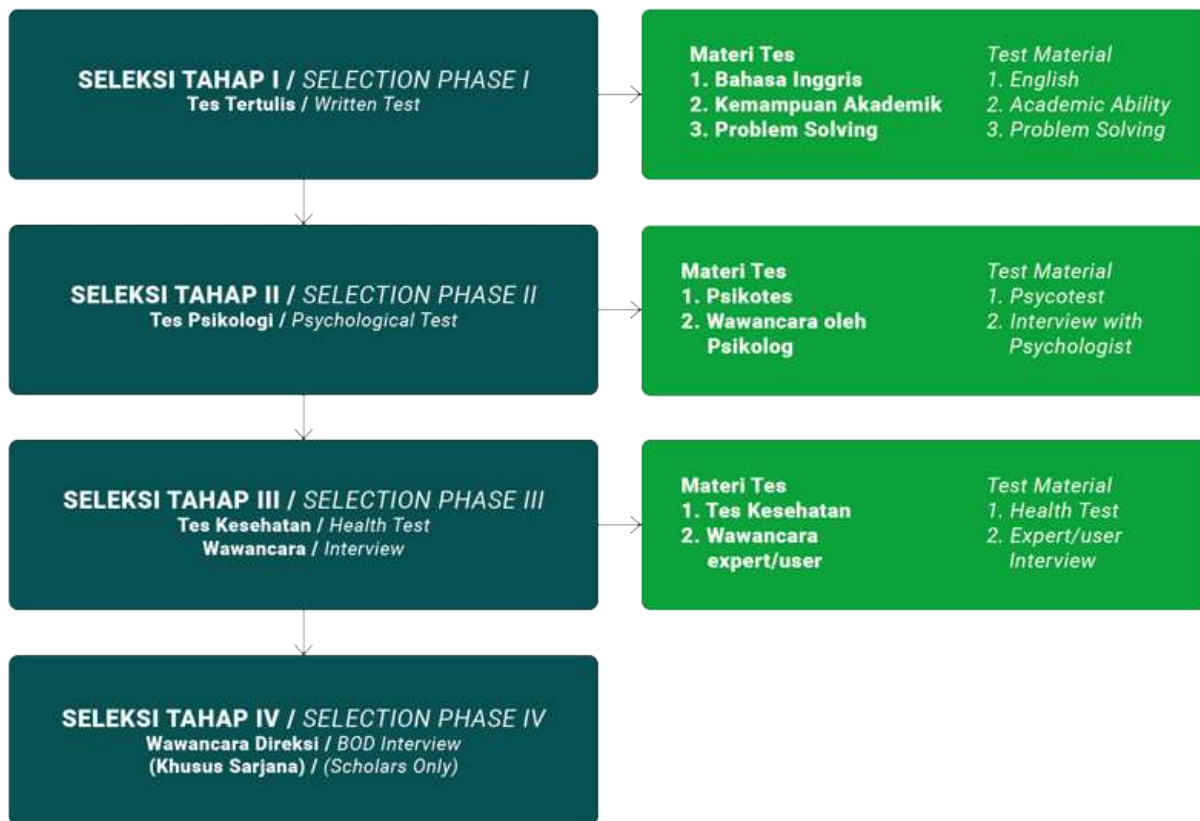 SELEKSI TAHAP I / SELECTION PHASE I
Tes Tertulis / Written Test
Materi Tes
1. Bahasa Inggris
2. Kemampuan Akademik
3. Problem Solving
Test Material
1. English
2. Academic Ability
3. Problem Solving
SELEKSI TAHAP II / SELECTION PHASE II
Tes Psikologi / Psychological Test
Materi Tes
1. Psikotes
2. Wawancara oleh
Psikolog
Test Material
1. Psycotest
2. Interview with
Psychologist
SELEKSI TAHAP III / SELECTION PHASE III
Tes Kesehatan / Health Test
Wawancara / Interview
Materi Tes
1. Tes Kesehatan
2. Wawancara
expert/user
Test Material
1. Health Test
2. Expert/user
Interview
SELEKSI TAHAP IV / SELECTION PHASE IV
Wawancara Direksi / BOD Interview
(Khusus Sarjana) / (Scholars Only)